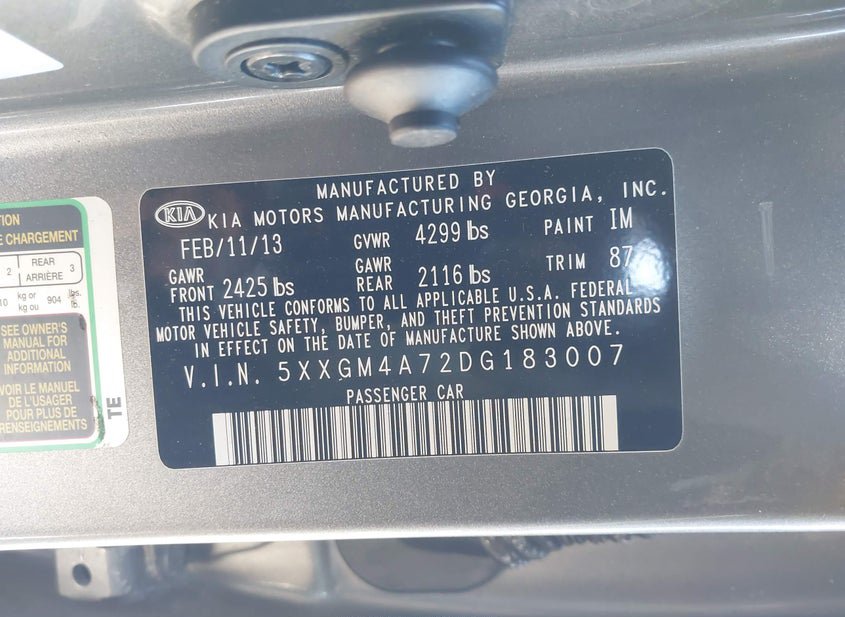 MANUFACTURED BY
KIA KIA MOTORS MANUFACTURING GEORGIA, INC.
FEB/11/13 GVWR 4299 lbs PAINT IM
GAWR FRONT 2425 lbs GAWR REAR 2116 lbs TRIM 87
THIS VEHICLE CONFORMS TO ALL APPLICABLE U.S.A. FEDERAL
MOTOR VEHICLE SAFETY, BUMPER, AND THEFT PREVENTION STANDARDS
IN EFFECT ON THE DATE OF MANUFACTURE SHOWN ABOVE.
V.I.N. 5XXGM4A72DG183007
PASSENGER CAR
CHARGEMENT
2 REAR ARRIÈRE 3
kg or kg ou 904 lbs. lb.
SEE OWNER'S
MANUAL FOR
ADDITIONAL
INFORMATION
VOIR LE MANUEL
DE L'USAGER
POUR PLUS DE
RENSEIGNEMENTS
TE